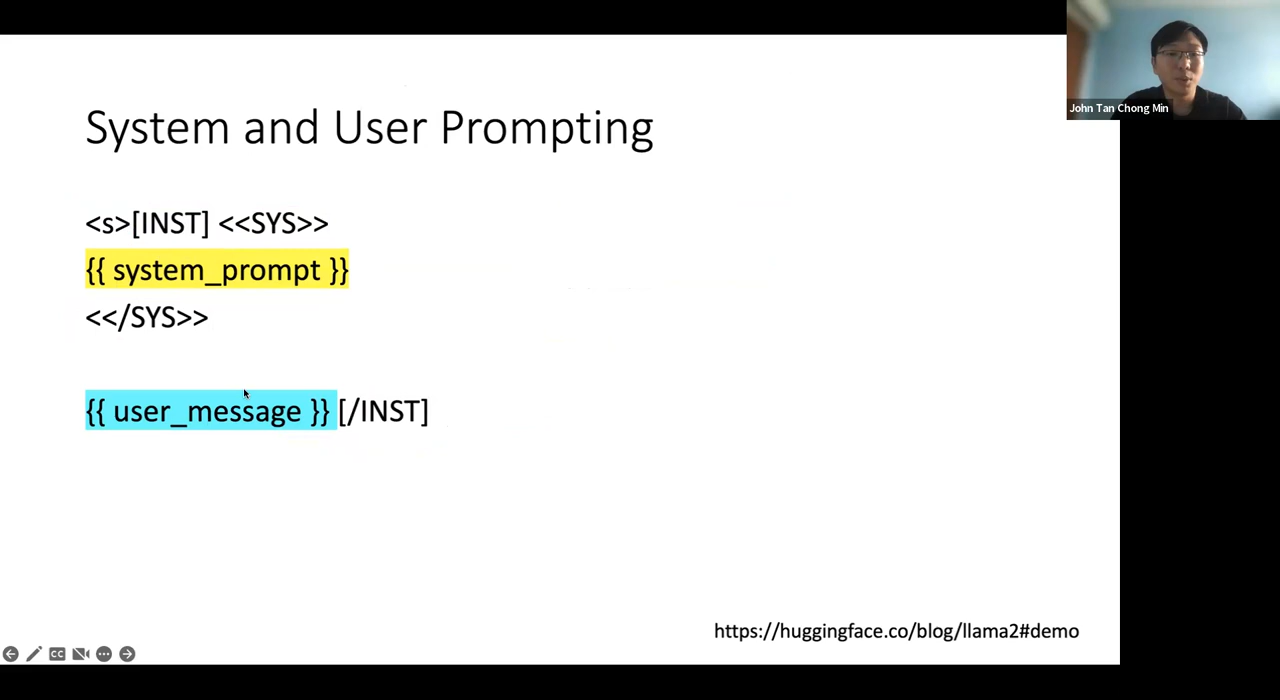 John Tan Chong Min
System and User Prompting
<s>[INST] <<SYS>>
{{ system_prompt }}
<</SYS>>
{{ user_message }} [/INST]
https://huggingface.co/blog/llama2#demo
CC